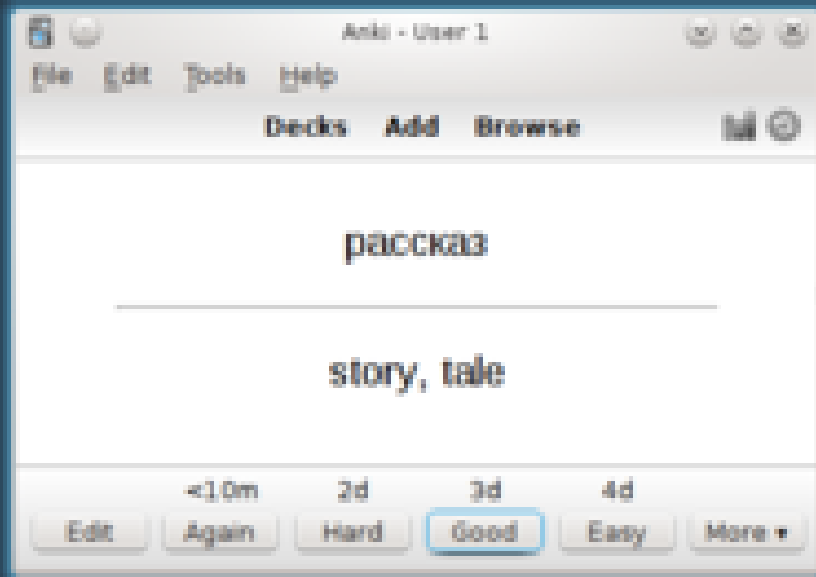 Anki - User 1
File Edit Tools Help
Decks Add Browse
рассказ
story, tale
<10m 2d 3d 4d
Edit Again Hard Good Easy More ▾